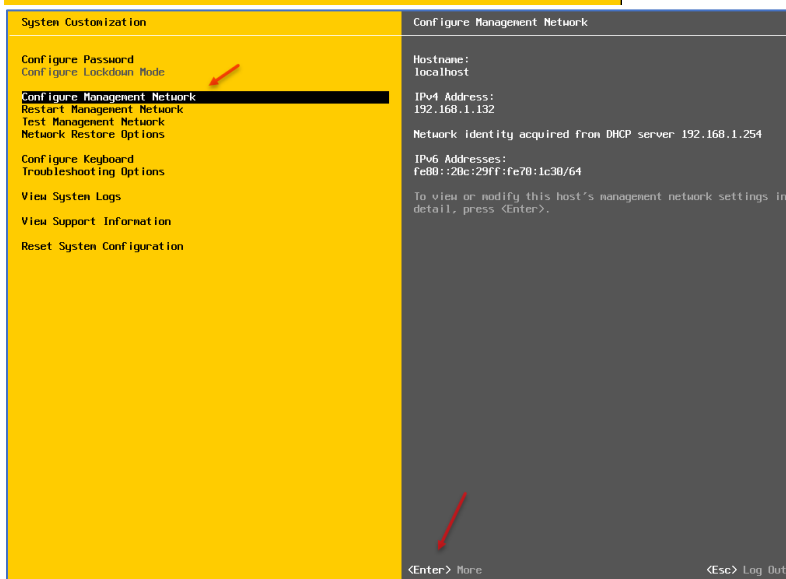 System Customization
Configure Password
Configure Lockdown Mode
Configure Management Network
Restart Management Network
Test Management Network
Network Restore Options
Configure Keyboard
Troubleshooting Options
View System Logs
View Support Information
Reset System Configuration
Configure Management Network
Hostname:
localhost
IPv4 Address:
192.168.1.132
Network identity acquired from DHCP server 192.168.1.254
IPv6 Addresses:
fe80::20c:29ff:fe70:1c30/64
To view or modify this host's management network settings in
detail, press <Enter>.
<Enter> More
<Esc> Log Out